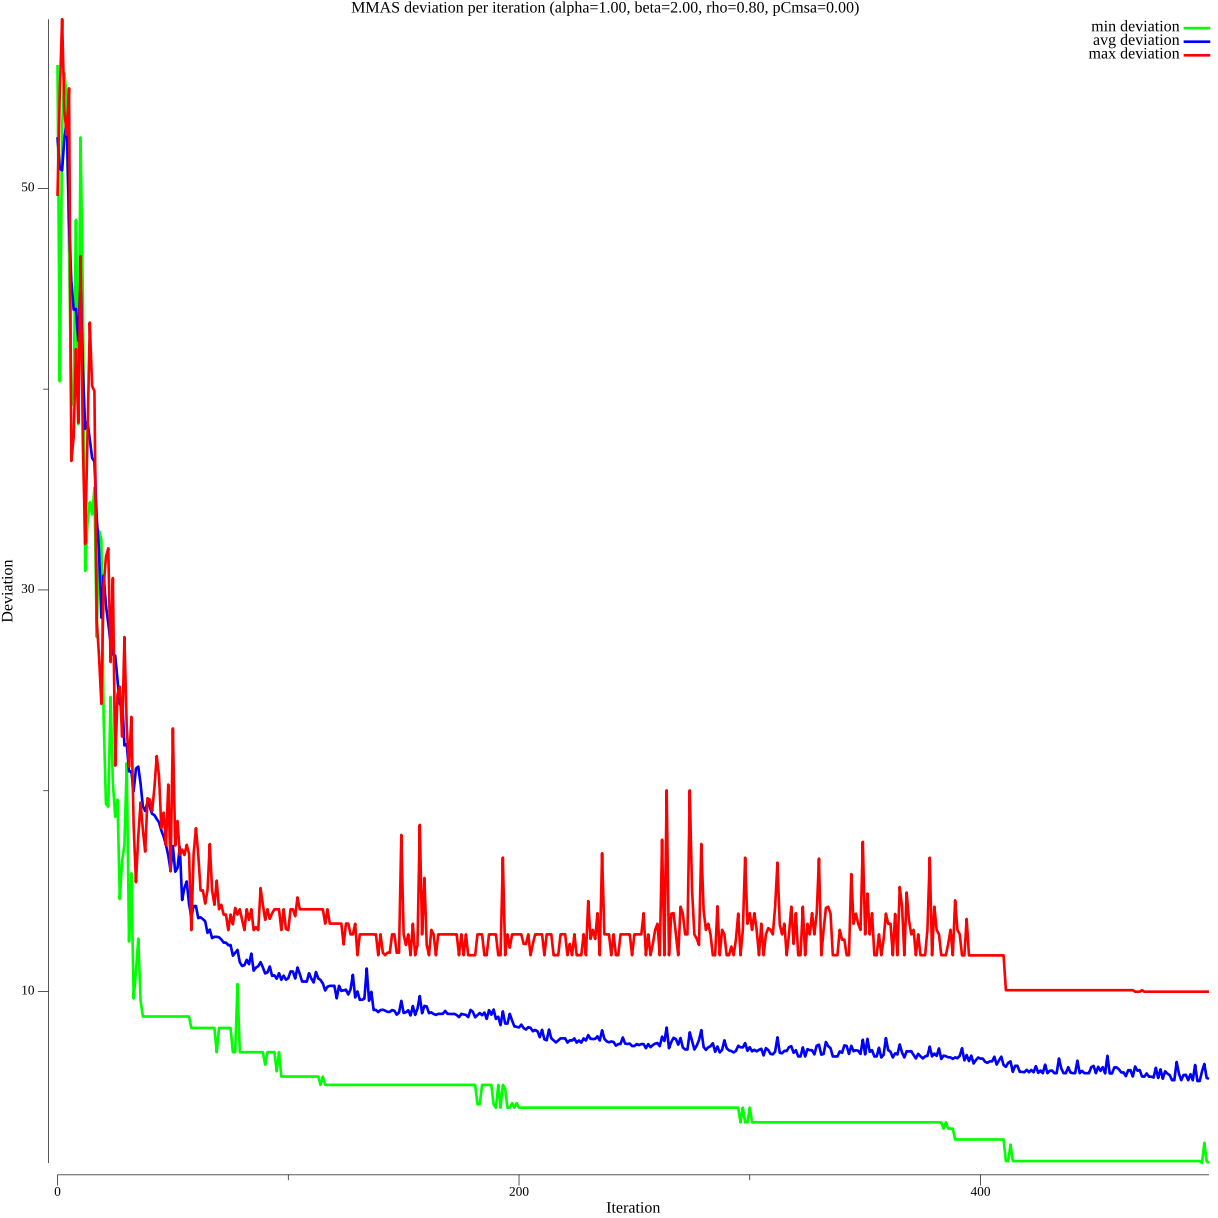 MMAS deviation per iteration (alpha=1.00, beta=2.00, rho=0.80, pCmsa=0.00)
min deviation
avg deviation
max deviation
50
30
10
Deviation
0
200
400
Iteration